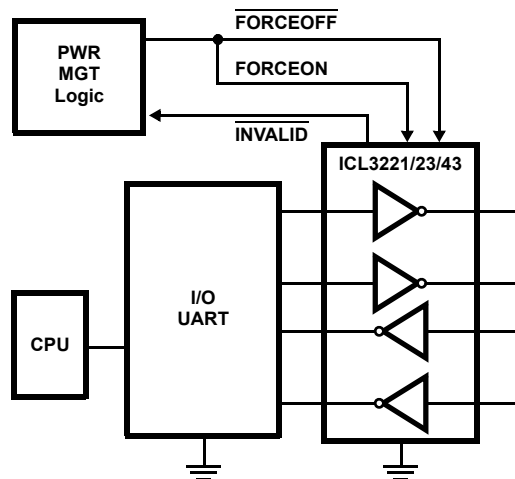 FORCEOFF
PWR
MGT
Logic
FORCEON
INVALID
ICL3221/23/43
I/O
UART
CPU